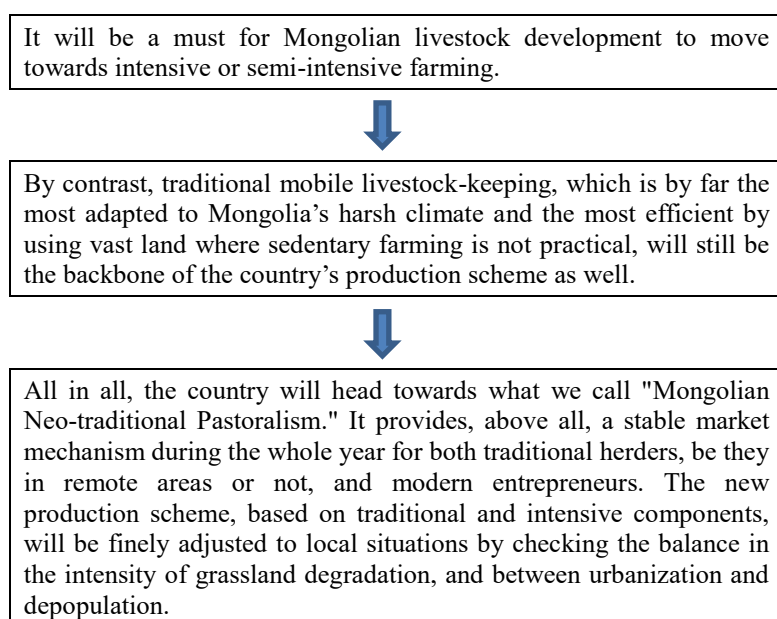 It will be a must for Mongolian livestock development to move
towards intensive or semi-intensive farming.
By contrast, traditional mobile livestock-keeping, which is by far the
most adapted to Mongolia’s harsh climate and the most efficient by
using vast land where sedentary farming is not practical, will still be
the backbone of the country’s production scheme as well.
All in all, the country will head towards what we call "Mongolian
Neo-traditional Pastoralism." It provides, above all, a stable market
mechanism during the whole year for both traditional herders, be they
in remote areas or not, and modern entrepreneurs. The new
production scheme, based on traditional and intensive components,
will be finely adjusted to local situations by checking the balance in
the intensity of grassland degradation, and between urbanization and
depopulation.